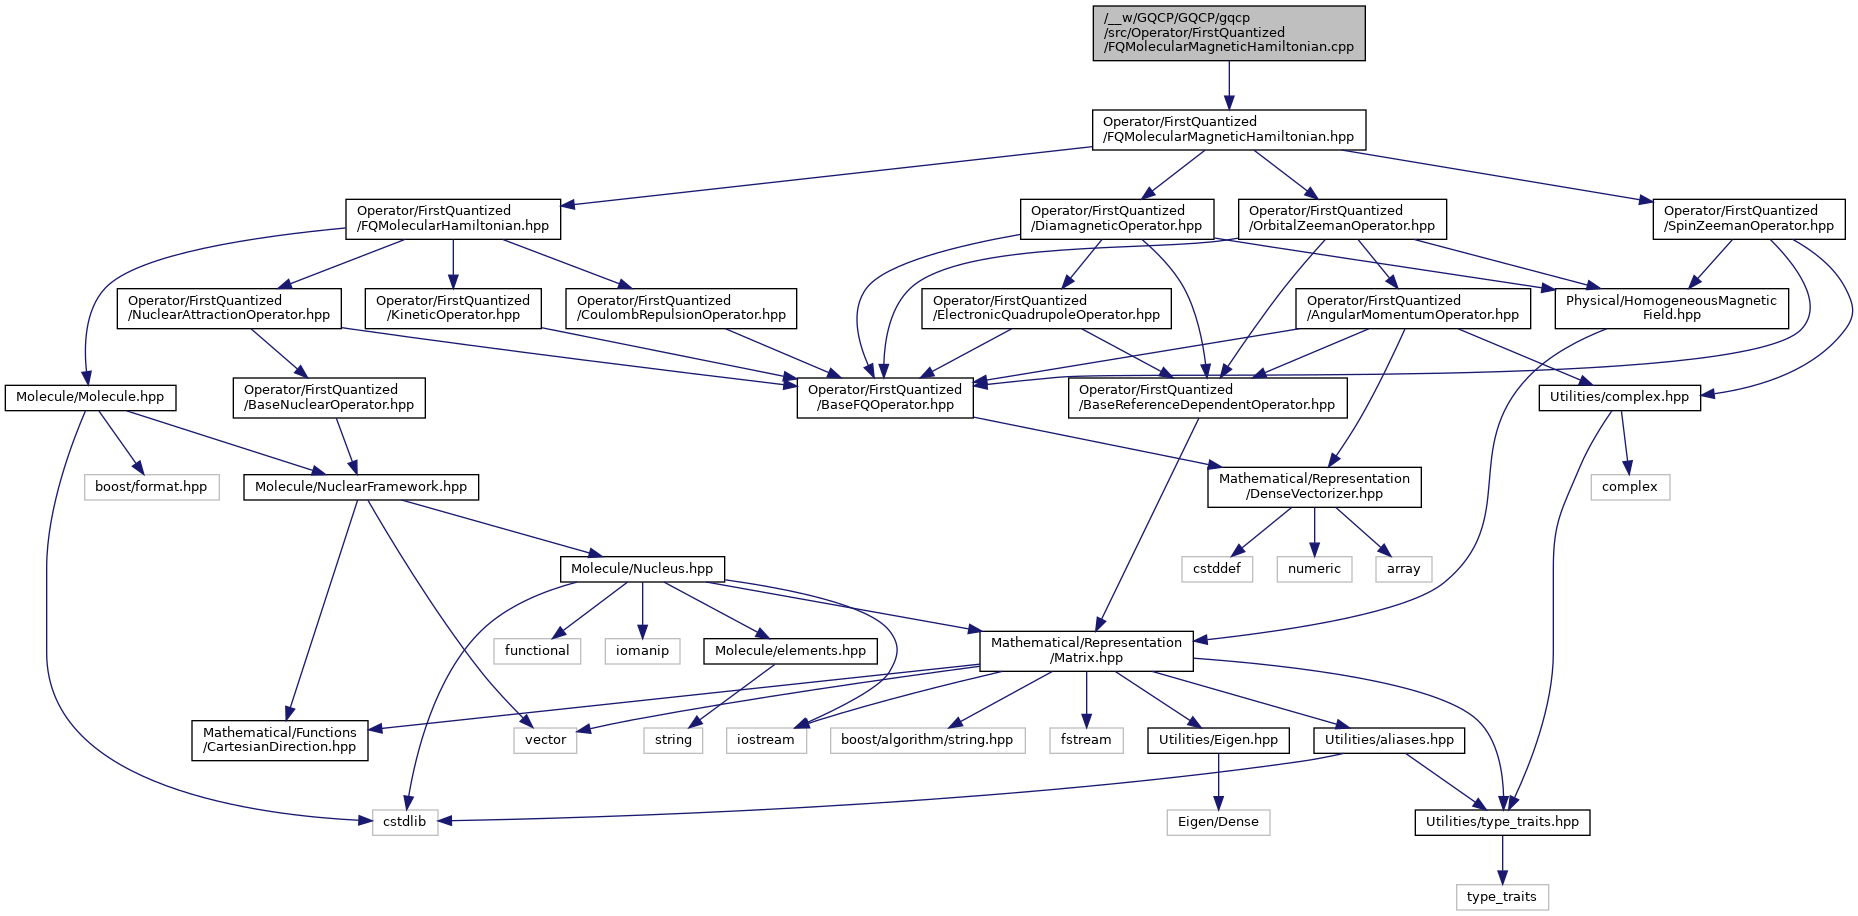 /__w/GQCP/GQCP/gqcp
/src/Operator/FirstQuantized
/FQMolecularMagneticHamiltonian.cpp
Operator/FirstQuantized
/FQMolecularMagneticHamiltonian.hpp
Operator/FirstQuantized
/FQMolecularHamiltonian.hpp
Operator/FirstQuantized
/DiamagneticOperator.hpp
Operator/FirstQuantized
/OrbitalZeemanOperator.hpp
Operator/FirstQuantized
/SpinZeemanOperator.hpp
Operator/FirstQuantized
/NuclearAttractionOperator.hpp
Operator/FirstQuantized
/KineticOperator.hpp
Operator/FirstQuantized
/CoulombRepulsionOperator.hpp
Operator/FirstQuantized
/ElectronicQuadrupoleOperator.hpp
Operator/FirstQuantized
/AngularMomentumOperator.hpp
Physical/HomogeneousMagnetic
Field.hpp
Molecule/Molecule.hpp
Operator/FirstQuantized
/BaseNuclearOperator.hpp
Operator/FirstQuantized
/BaseFQOperator.hpp
Operator/FirstQuantized
/BaseReferenceDependentOperator.hpp
Utilities/complex.hpp
boost/format.hpp
Molecule/NuclearFramework.hpp
Mathematical/Representation
/DenseVectorizer.hpp
complex
Molecule/Nucleus.hpp
cstddef
numeric
array
functional
iomanip
Molecule/elements.hpp
Mathematical/Representation
/Matrix.hpp
Mathematical/Functions
/CartesianDirection.hpp
vector
string
iostream
boost/algorithm/string.hpp
fstream
Utilities/Eigen.hpp
Utilities/aliases.hpp
cstdlib
Eigen/Dense
Utilities/type_traits.hpp
type_traits